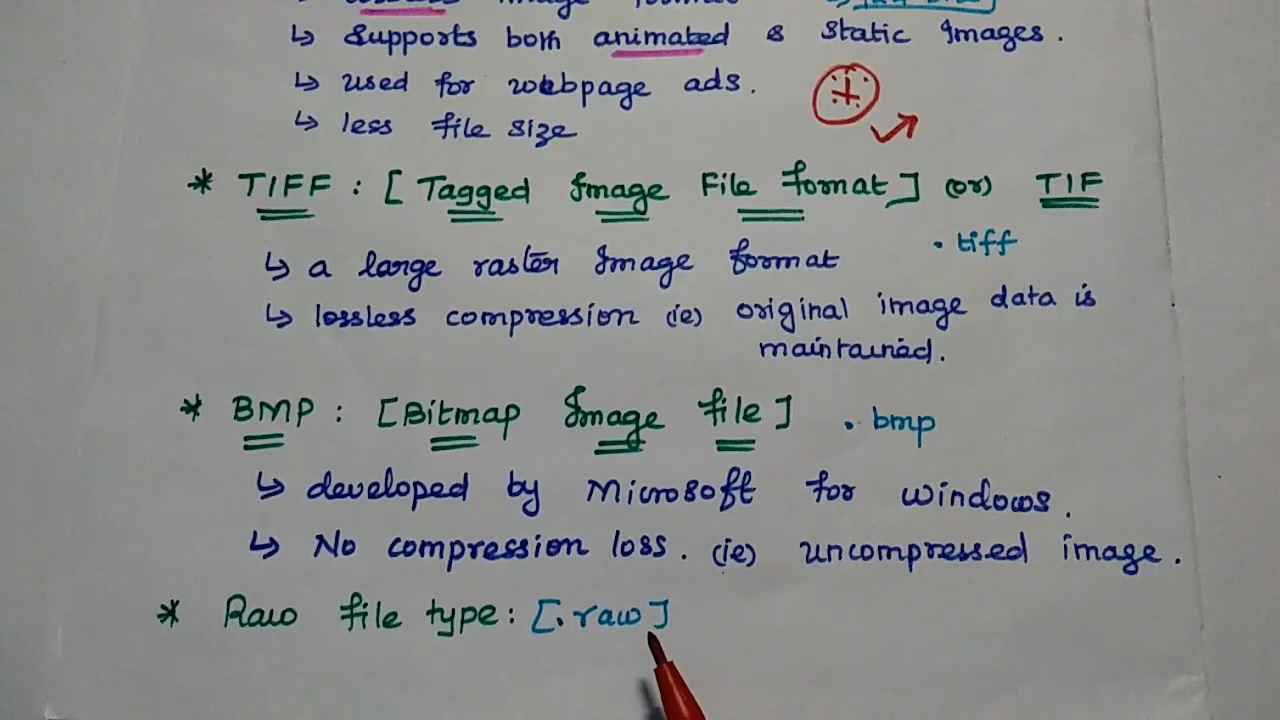 image format
↳ Supports both animated & static images.
↳ used for webpage ads.
↳ less file size
* TIFF : [Tagged Image File format] (or) TIF
.tiff
↳ a large raster image format
↳ lossless compression (ie) original image data is
maintained.
* BMP : [Bitmap Image file] .bmp
↳ developed by Microsoft for windows.
↳ No compression loss. (ie) uncompressed image.
* Raw file type: [.raw]